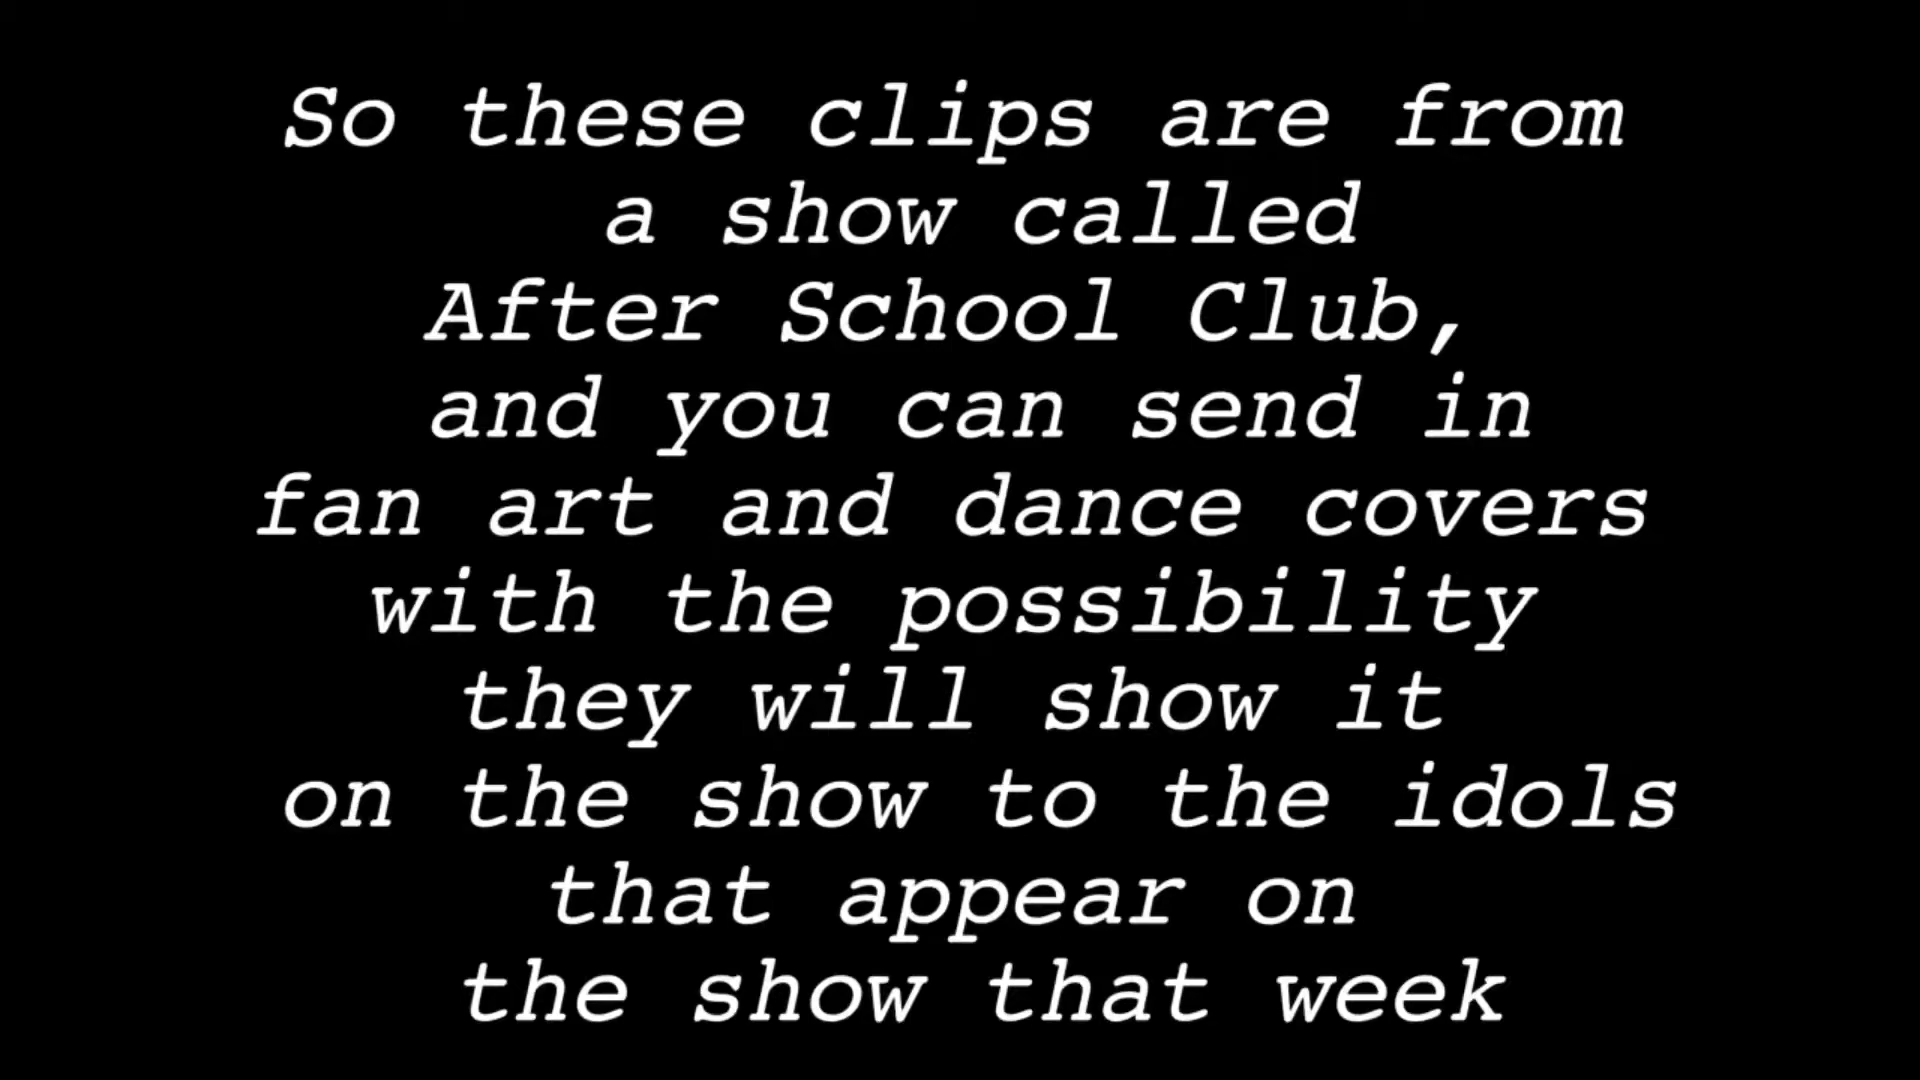 So these clips are from
a show called
After School Club,
and you can send in
fan art and dance covers
with the possibility
they will show it
on the show to the idols
that appear on
the show that week